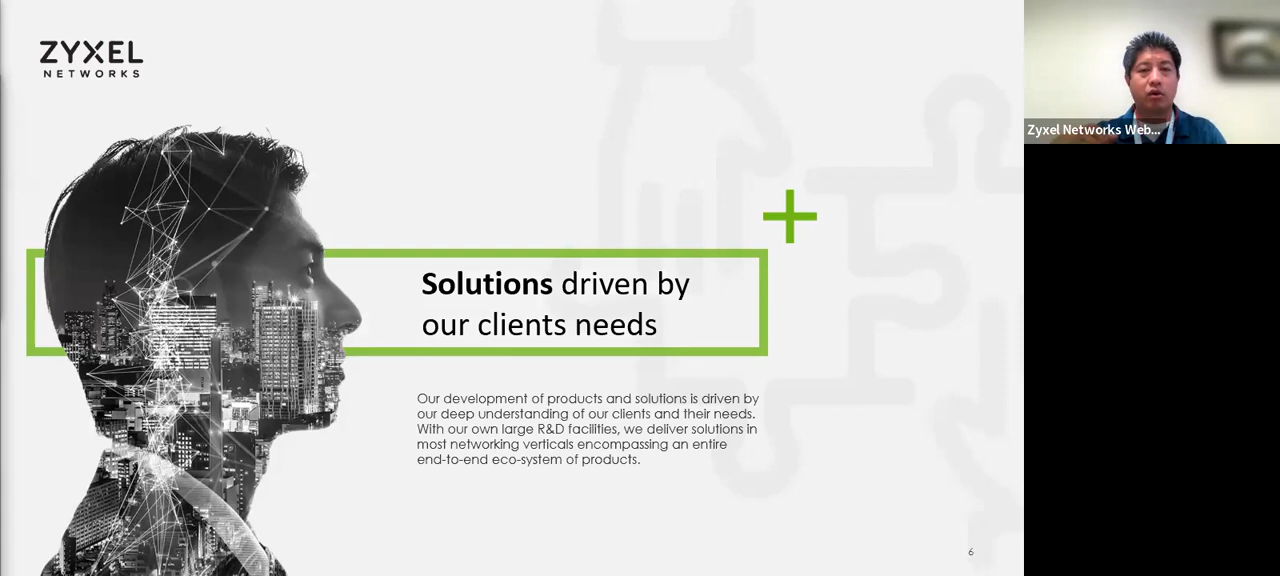 ZYXEL
NETWORKS
Zyxel Networks Web...
Solutions driven by
our clients needs
Our development of products and solutions is driven by
our deep understanding of our clients and their needs.
With our own large R&D facilities, we deliver solutions in
most networking verticals encompassing an entire
end-to-end eco-system of products.
6